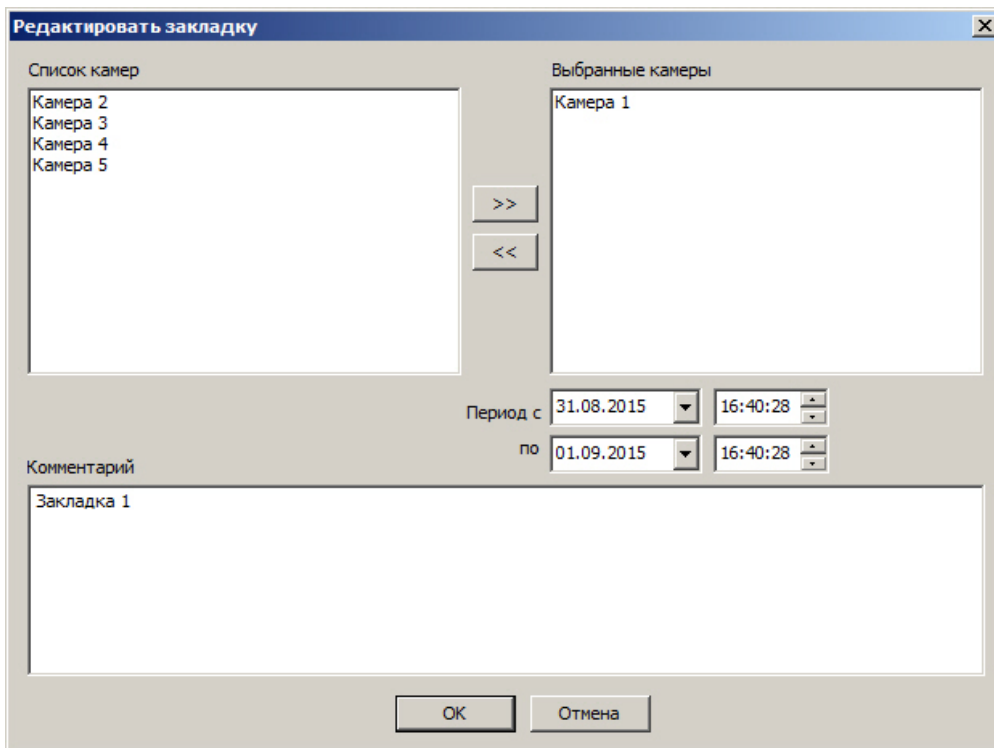 Редактировать закладку
Список камер
Выбранные камеры
Камера 2
Камера 3
Камера 4
Камера 5
Камера 1
>>
<<
Период с 31.08.2015 16:40:28
по 01.09.2015 16:40:28
Комментарий
Закладка 1
OK
Отмена